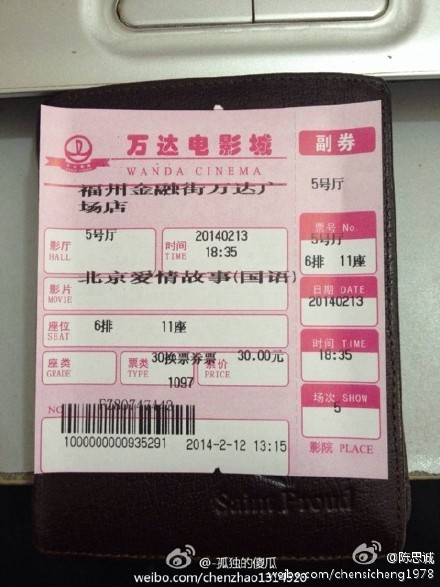 万达电影城
WANDA CINEMA
副券
福州金融街万达广
场店
5号厅
影厅 HALL
5号厅
时间 TIME
20140213
18:35
票号 No.
5号厅
6排 11座
影片 MOVIE
北京爱情故事(国语)
日期 DATE
20140213
座位 SEAT
6排 11座
时间 TIME
18:35
座类 GRADE
票类 TYPE
30换票券票
1097
票价 PRICE
30.00元
场次 SHOW
5
NO
1000000000935291
2014-2-12 13:15
影院 PLACE
Saint Proud
@-孤独的傻瓜
weibo.com/chenzhao1314520
@陈思诚
weibo.com/chensicheng1978